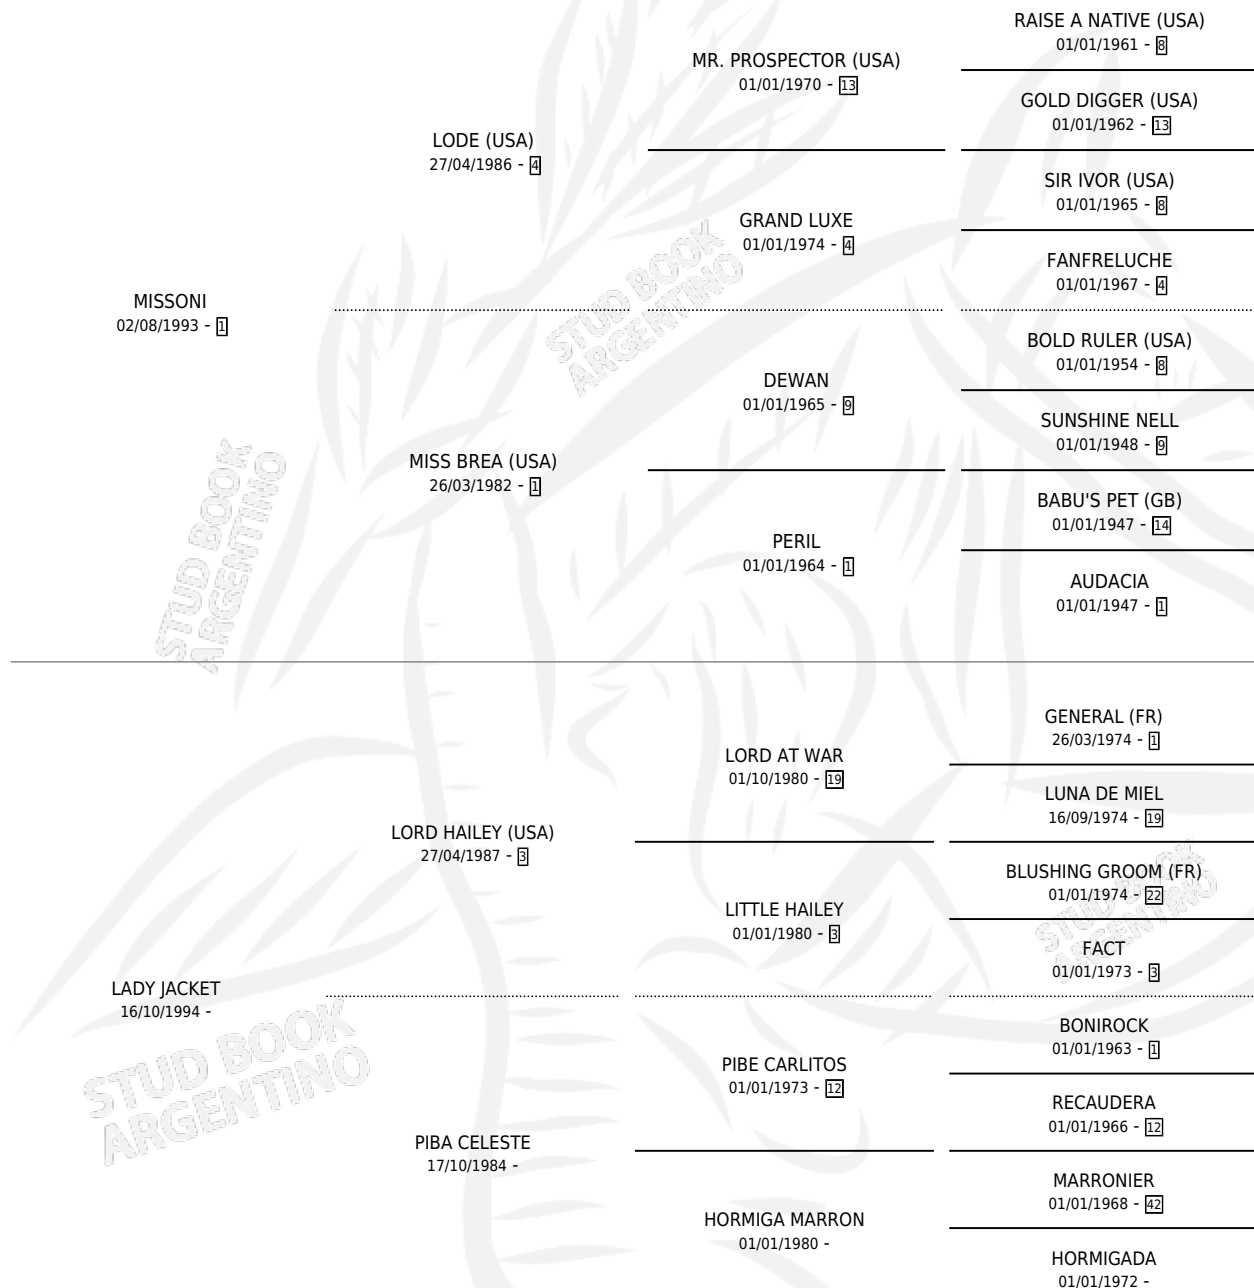 RAISE A NATIVE (USA)
01/01/1961 - 8
MR. PROSPECTOR (USA)
01/01/1970 - 13
GOLD DIGGER (USA)
01/01/1962 - 13
LODE (USA)
27/04/1986 - 4
SIR IVOR (USA)
01/01/1965 - 8
GRAND LUXE
01/01/1974 - 4
FANFRELUCHE
01/01/1967 - 4
MISSONI
02/08/1993 - 1
BOLD RULER (USA)
01/01/1954 - 8
DEWAN
01/01/1965 - 9
SUNSHINE NELL
01/01/1948 - 9
MISS BREA (USA)
26/03/1982 - 1
BABU'S PET (GB)
01/01/1947 - 14
PERIL
01/01/1964 - 1
AUDACIA
01/01/1947 - 1
GENERAL (FR)
26/03/1974 - 1
LORD AT WAR
01/10/1980 - 19
LUNA DE MIEL
16/09/1974 - 19
LORD HAILEY (USA)
27/04/1987 - 3
BLUSHING GROOM (FR)
01/01/1974 - 22
LITTLE HAILEY
01/01/1980 - 3
FACT
01/01/1973 - 3
LADY JACKET
16/10/1994 -
BONIROCK
01/01/1963 - 1
PIBE CARLITOS
01/01/1973 - 12
RECAUDERA
01/01/1966 - 12
PIBA CELESTE
17/10/1984 -
MARRONIER
01/01/1968 - 42
HORMIGA MARRON
01/01/1980 -
HORMIGADA
01/01/1972 -
STUD BOOK
ARGENTINO
STUD BOOK
ARGENTINO
STUD BOOK
ARGENTINO
STUD BOOK
ARGENTINO